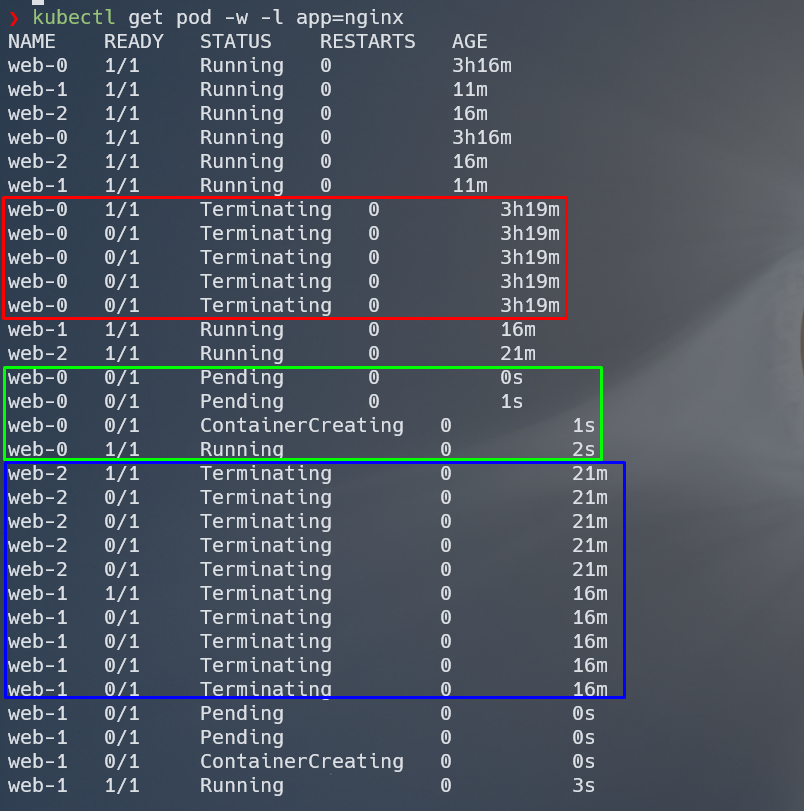 ❯ kubectl get pod -w -l app=nginx
NAME    READY   STATUS    RESTARTS   AGE
web-0   1/1     Running   0          3h16m
web-1   1/1     Running   0          11m
web-2   1/1     Running   0          16m
web-0   1/1     Running   0          3h16m
web-2   1/1     Running   0          16m
web-1   1/1     Running   0          11m
web-0   1/1     Terminating   0          3h19m
web-0   0/1     Terminating   0          3h19m
web-0   0/1     Terminating   0          3h19m
web-0   0/1     Terminating   0          3h19m
web-0   0/1     Terminating   0          3h19m
web-1   1/1     Running       0          16m
web-2   1/1     Running       0          21m
web-0   0/1     Pending       0          0s
web-0   0/1     Pending       0          1s
web-0   0/1     ContainerCreating   0          1s
web-0   1/1     Running             0          2s
web-2   1/1     Terminating         0          21m
web-2   0/1     Terminating         0          21m
web-2   0/1     Terminating         0          21m
web-2   0/1     Terminating         0          21m
web-2   0/1     Terminating         0          21m
web-1   1/1     Terminating         0          16m
web-1   0/1     Terminating         0          16m
web-1   0/1     Terminating         0          16m
web-1   0/1     Terminating         0          16m
web-1   0/1     Terminating         0          16m
web-1   0/1     Pending             0          0s
web-1   0/1     Pending             0          0s
web-1   0/1     ContainerCreating   0          0s
web-1   1/1     Running             0          3s